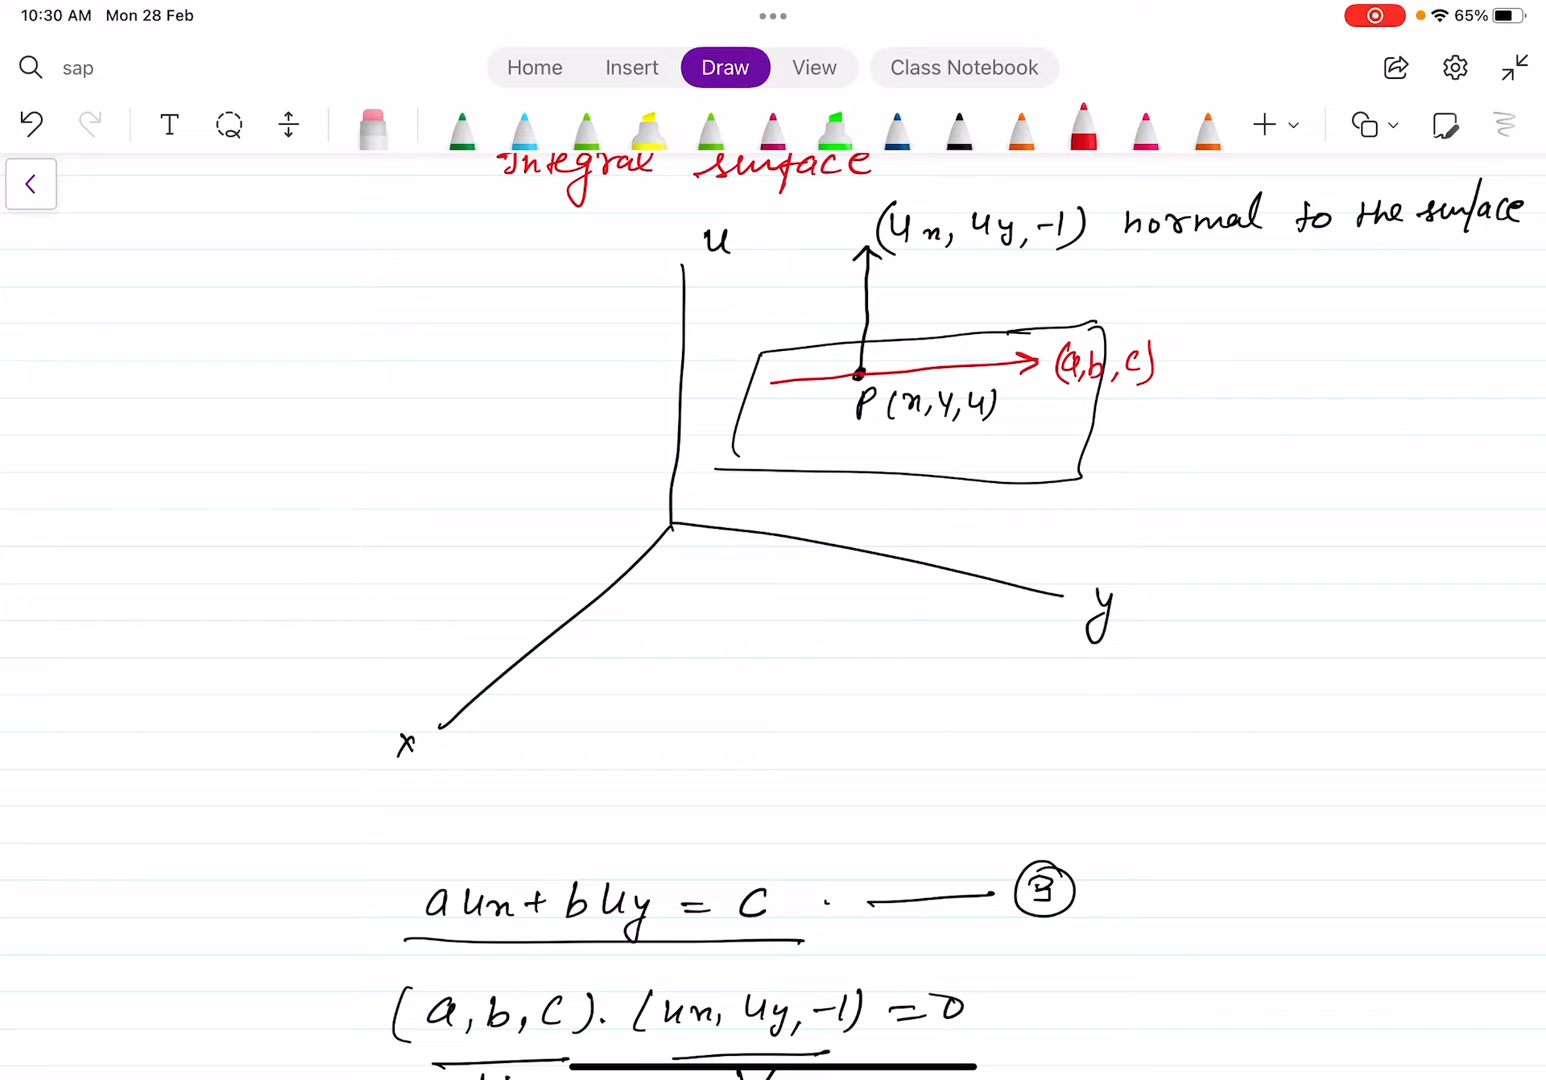 10:30 AM Mon 28 Feb
65%
sap
Home Insert Draw View Class Notebook
T
Integral surface
u
(ux, uy, -1) normal to the surface
(a,b,c)
P(x,y,u)
y
x
aux + buy = c . — 3
(a, b, c). (ux, uy, -1) = 0